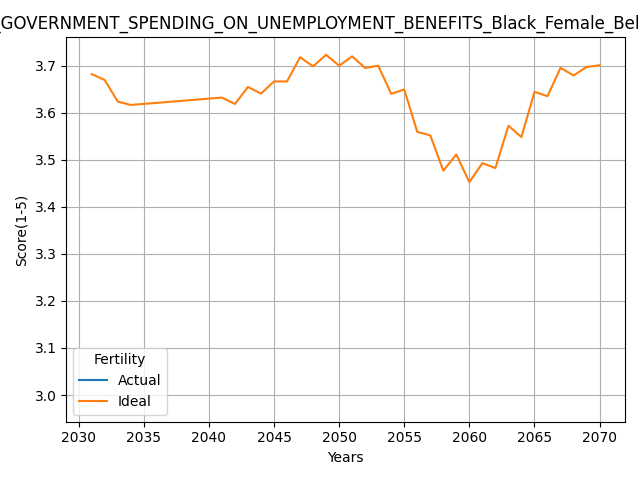 _GOVERNMENT_SPENDING_ON_UNEMPLOYMENT_BENEFITS_Black_Female_Bel
3.7
3.6
3.5
3.4
3.3
3.2
3.1
3.0
Score(1-5)
Fertility
Actual
Ideal
2030 2035 2040 2045 2050 2055 2060 2065 2070
Years